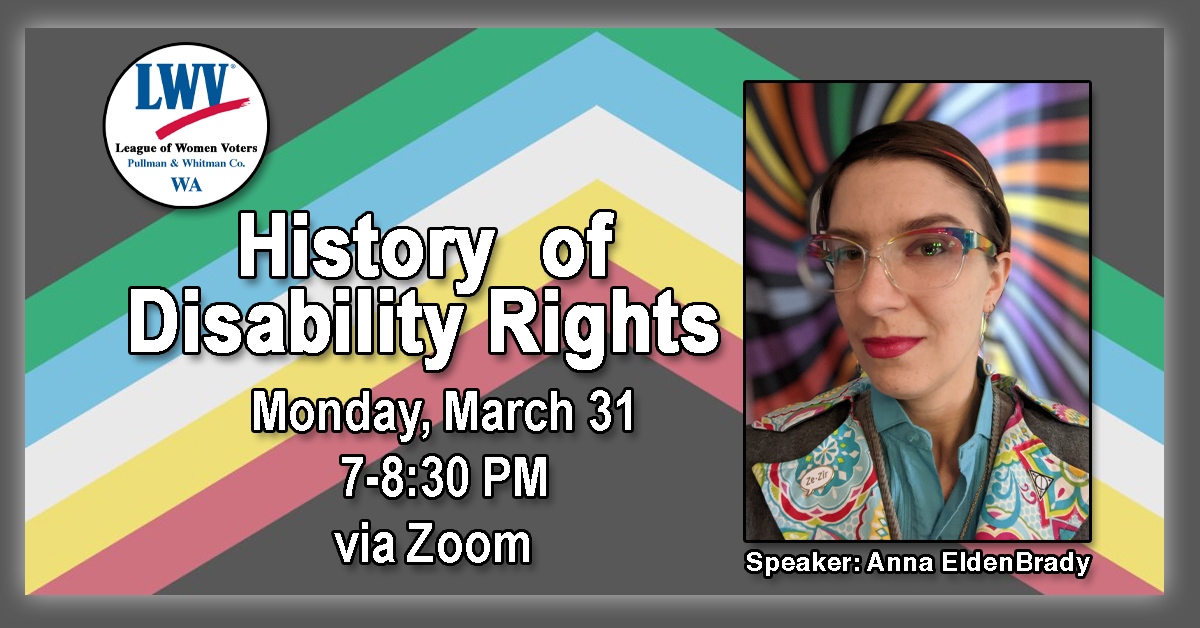 LWV®
League of Women Voters
Pullman & Whitman Co.
WA
History of
Disability Rights
Monday, March 31
7-8:30 PM
via Zoom
Ze-Zir
Speaker: Anna EldenBrady